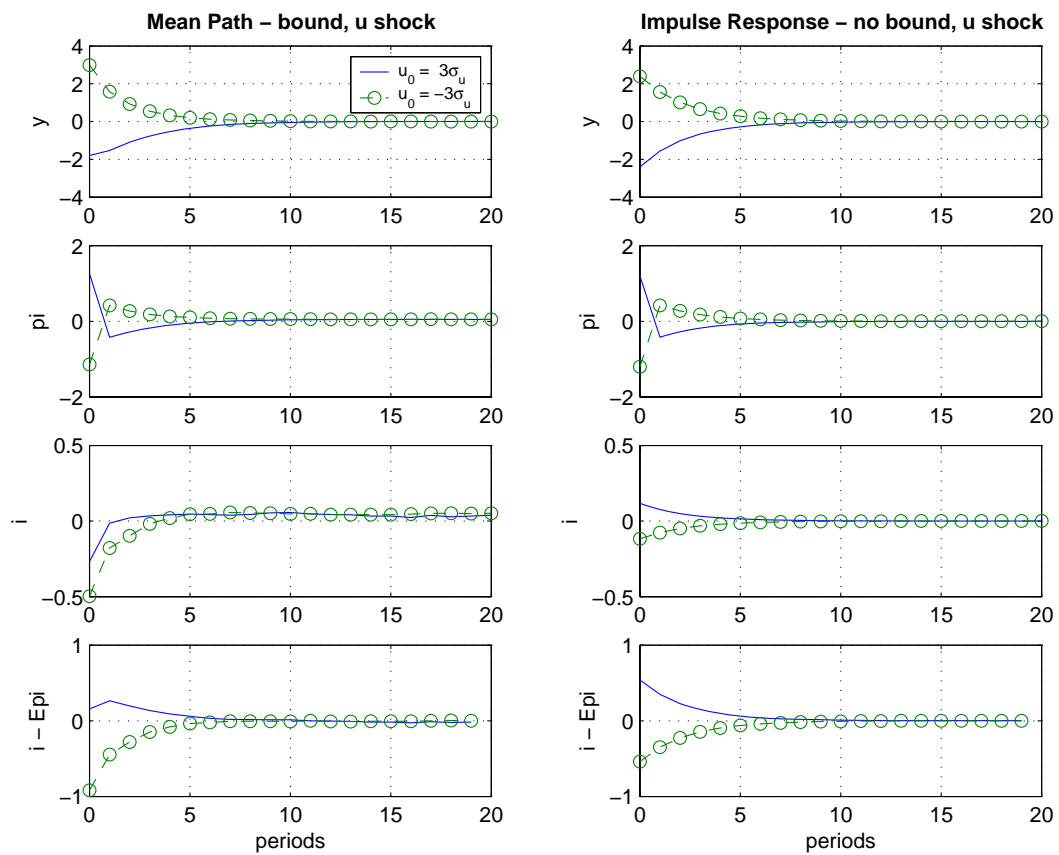 Mean Path – bound, u shock
4
2
0
−2
−4
y
0 5 10 15 20
u_0 = 3σ_u
u_0 = −3σ_u
2
0
−2
pi
0 5 10 15 20
0.5
0
−0.5
i
0 5 10 15 20
1
0
−1
i − Epi
0 5 10 15 20
periods
Impulse Response – no bound, u shock
4
2
0
−2
−4
y
0 5 10 15 20
2
0
−2
pi
0 5 10 15 20
0.5
0
−0.5
i
0 5 10 15 20
1
0
−1
i − Epi
0 5 10 15 20
periods